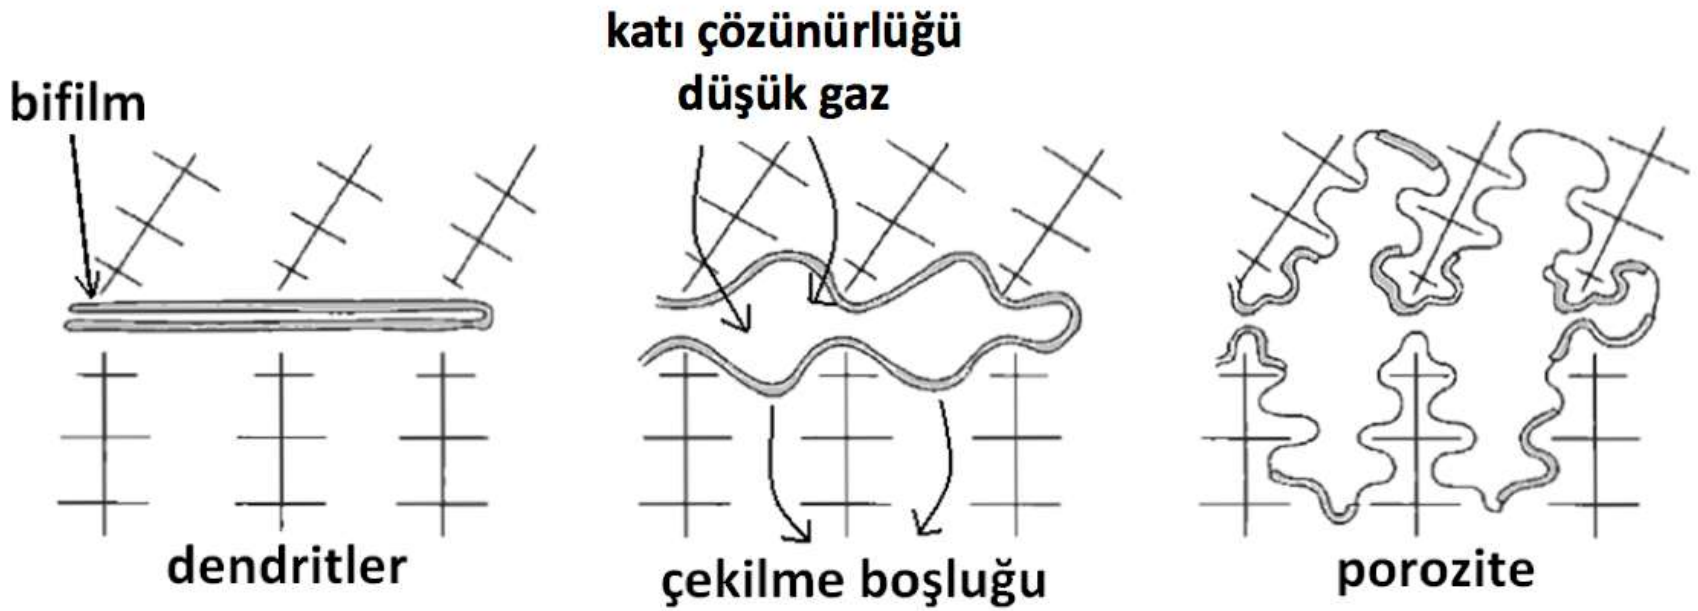 bifilm
katı çözünürlüğü
düşük gaz
dendritler
çekilme boşluğu
porozite